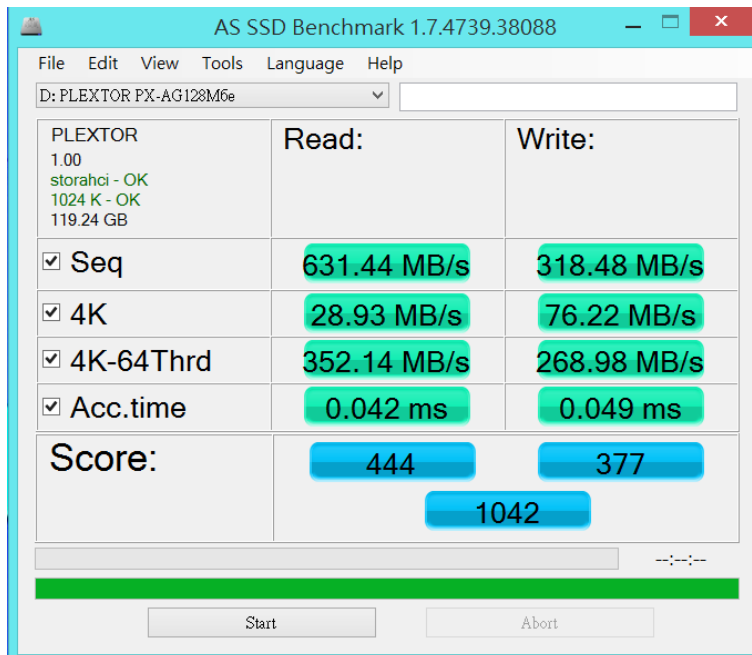 AS SSD Benchmark 1.7.4739.38088
File Edit View Tools Language Help
D: PLEXTOR PX-AG128M6e
PLEXTOR
1.00
storahci - OK
1024 K - OK
119.24 GB
Read: Write:
Seq 631.44 MB/s 318.48 MB/s
4K 28.93 MB/s 76.22 MB/s
4K-64Thrd 352.14 MB/s 268.98 MB/s
Acc.time 0.042 ms 0.049 ms
Score: 444 377
1042
--:--:--
Start Abort